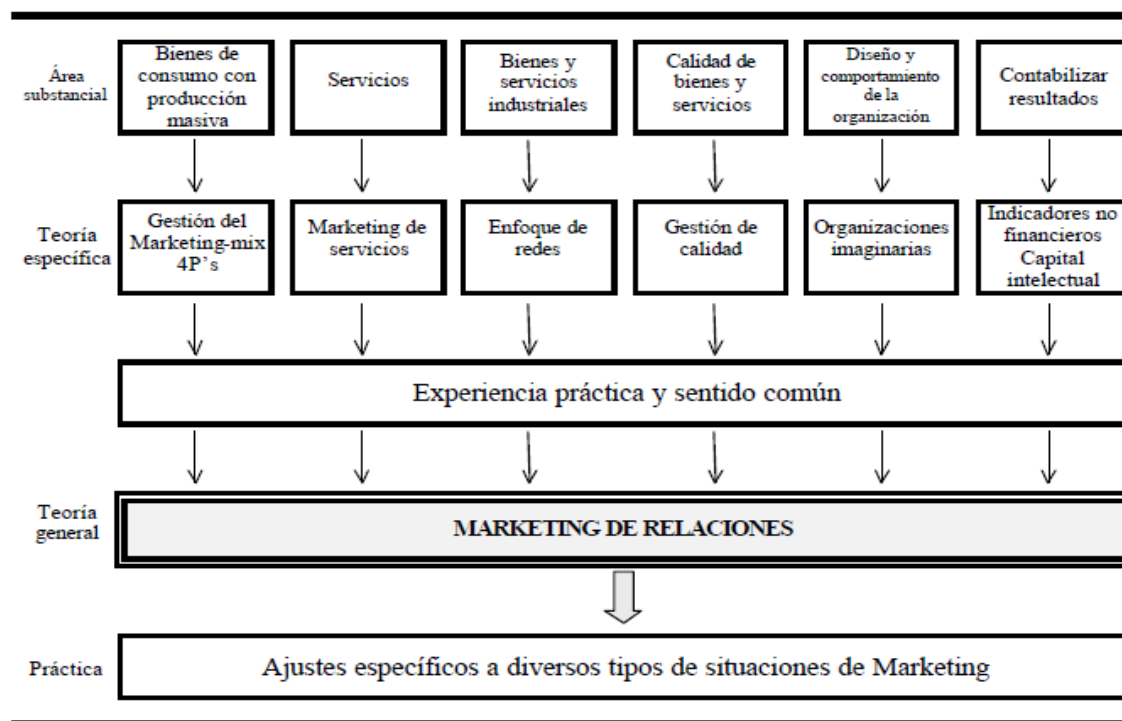 Área
substancial
Bienes de
consumo con
producción
masiva
Servicios
Bienes y
servicios
industriales
Calidad de
bienes y
servicios
Diseño y
comportamiento
de la
organización
Contabilizar
resultados
Teoría
específica
Gestión del
Marketing-mix
4P’s
Marketing de
servicios
Enfoque de
redes
Gestión de
calidad
Organizaciones
imaginarias
Indicadores no
financieros
Capital
intelectual
Experiencia práctica y sentido común
Teoría
general
MARKETING DE RELACIONES
Práctica
Ajustes específicos a diversos tipos de situaciones de Marketing